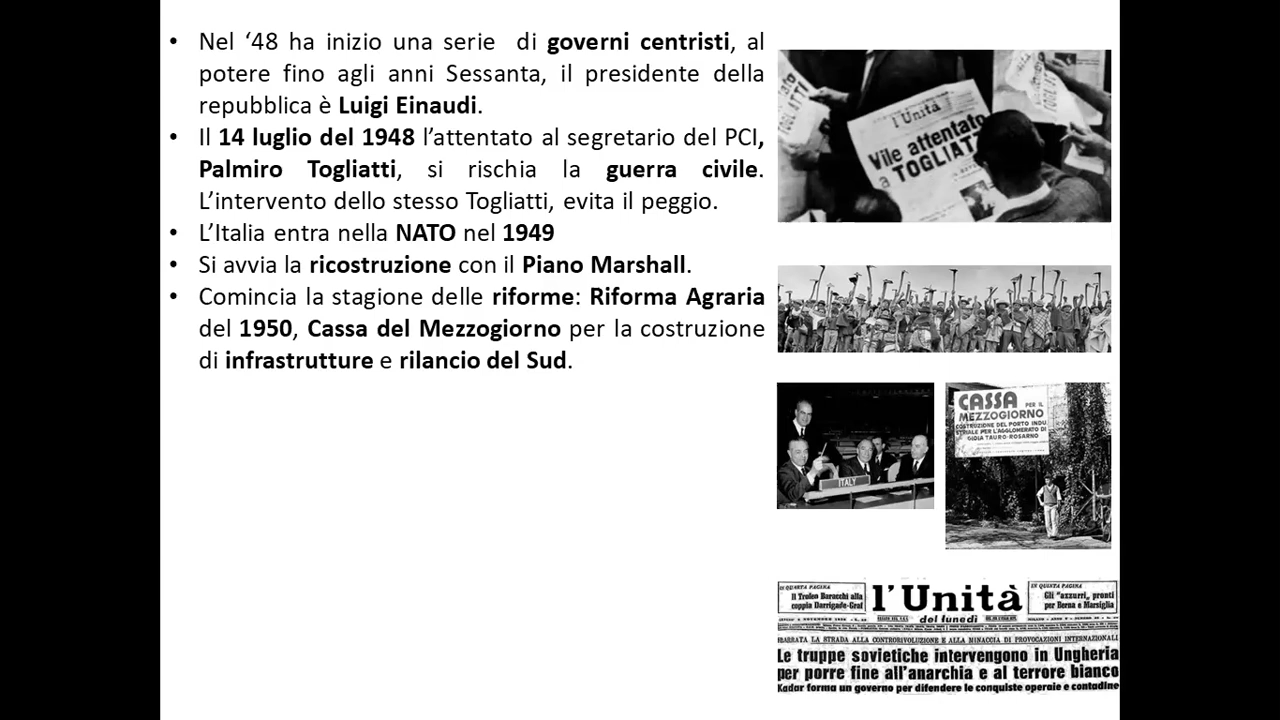 • Nel ‘48 ha inizio una serie di governi centristi, al
potere fino agli anni Sessanta, il presidente della
repubblica è Luigi Einaudi.
• Il 14 luglio del 1948 l’attentato al segretario del PCI,
Palmiro Togliatti, si rischia la guerra civile.
L’intervento dello stesso Togliatti, evita il peggio.
• L’Italia entra nella NATO nel 1949
• Si avvia la ricostruzione con il Piano Marshall.
• Comincia la stagione delle riforme: Riforma Agraria
del 1950, Cassa del Mezzogiorno per la costruzione
di infrastrutture e rilancio del Sud.
l'Unità
Vile attentato
a TOGLIAT
ITALY
CASSA PER IL
MEZZOGIORNO
COSTRUZIONE DEL PORTO INDU
STRIALE PER L'AGGLOMERATO DI
GIOIA TAURO-ROSARNO
IN QUARTA PAGINA
Il Trofeo Baracchi alla
coppia Darrigade-Graf
l'Unità
del lunedì
IN QUINTA PAGINA
Gli "azzurri" pronti
per Berna e Marsiglia
SBARRATA LA STRADA ALLA CONTRORIVOLUZIONE E ALLA MINACCIA DI PROVOCAZIONI INTERNAZIONALI
Le truppe sovietiche intervengono in Ungheria
per porre fine all'anarchia e al terrore bianco
Kadar forma un governo per difendere le conquiste operaie e contadine